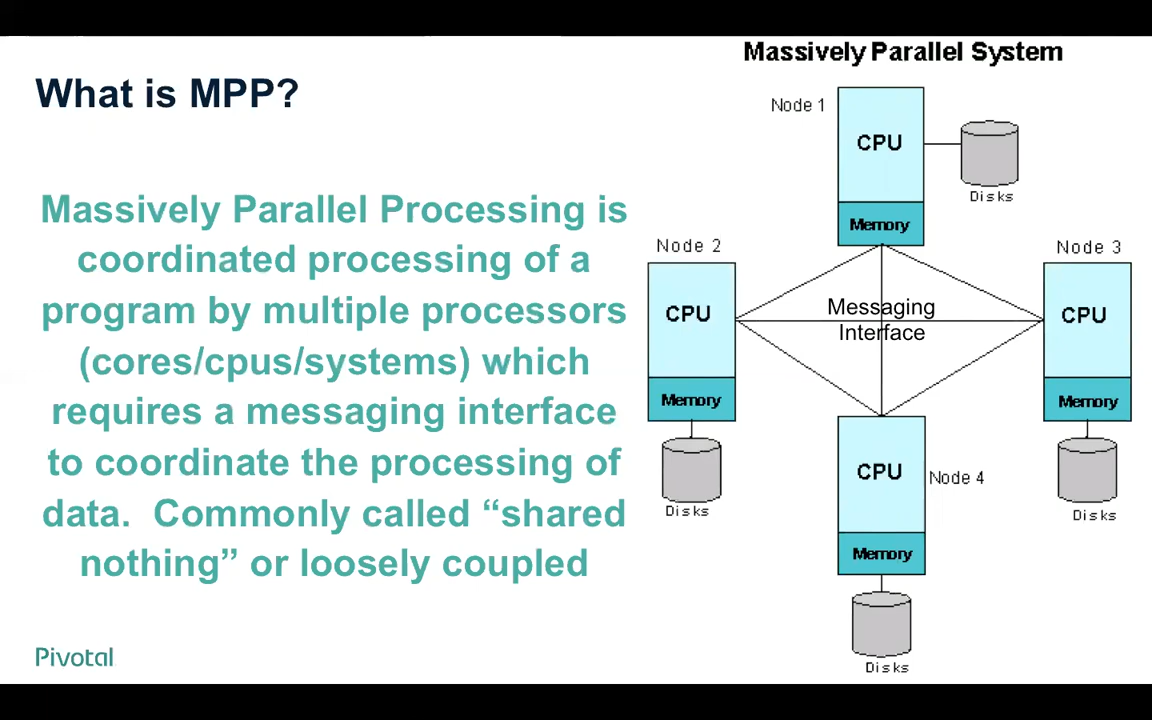 What is MPP?
Massively Parallel Processing is
coordinated processing of a
program by multiple processors
(cores/cpus/systems) which
requires a messaging interface
to coordinate the processing of
data.  Commonly called “shared
nothing” or loosely coupled
Pivotal
Massively Parallel System
Node 1
CPU
Memory
Disks
Node 2
CPU
Memory
Disks
Messaging
Interface
Node 3
CPU
Memory
Disks
Node 4
CPU
Memory
Disks